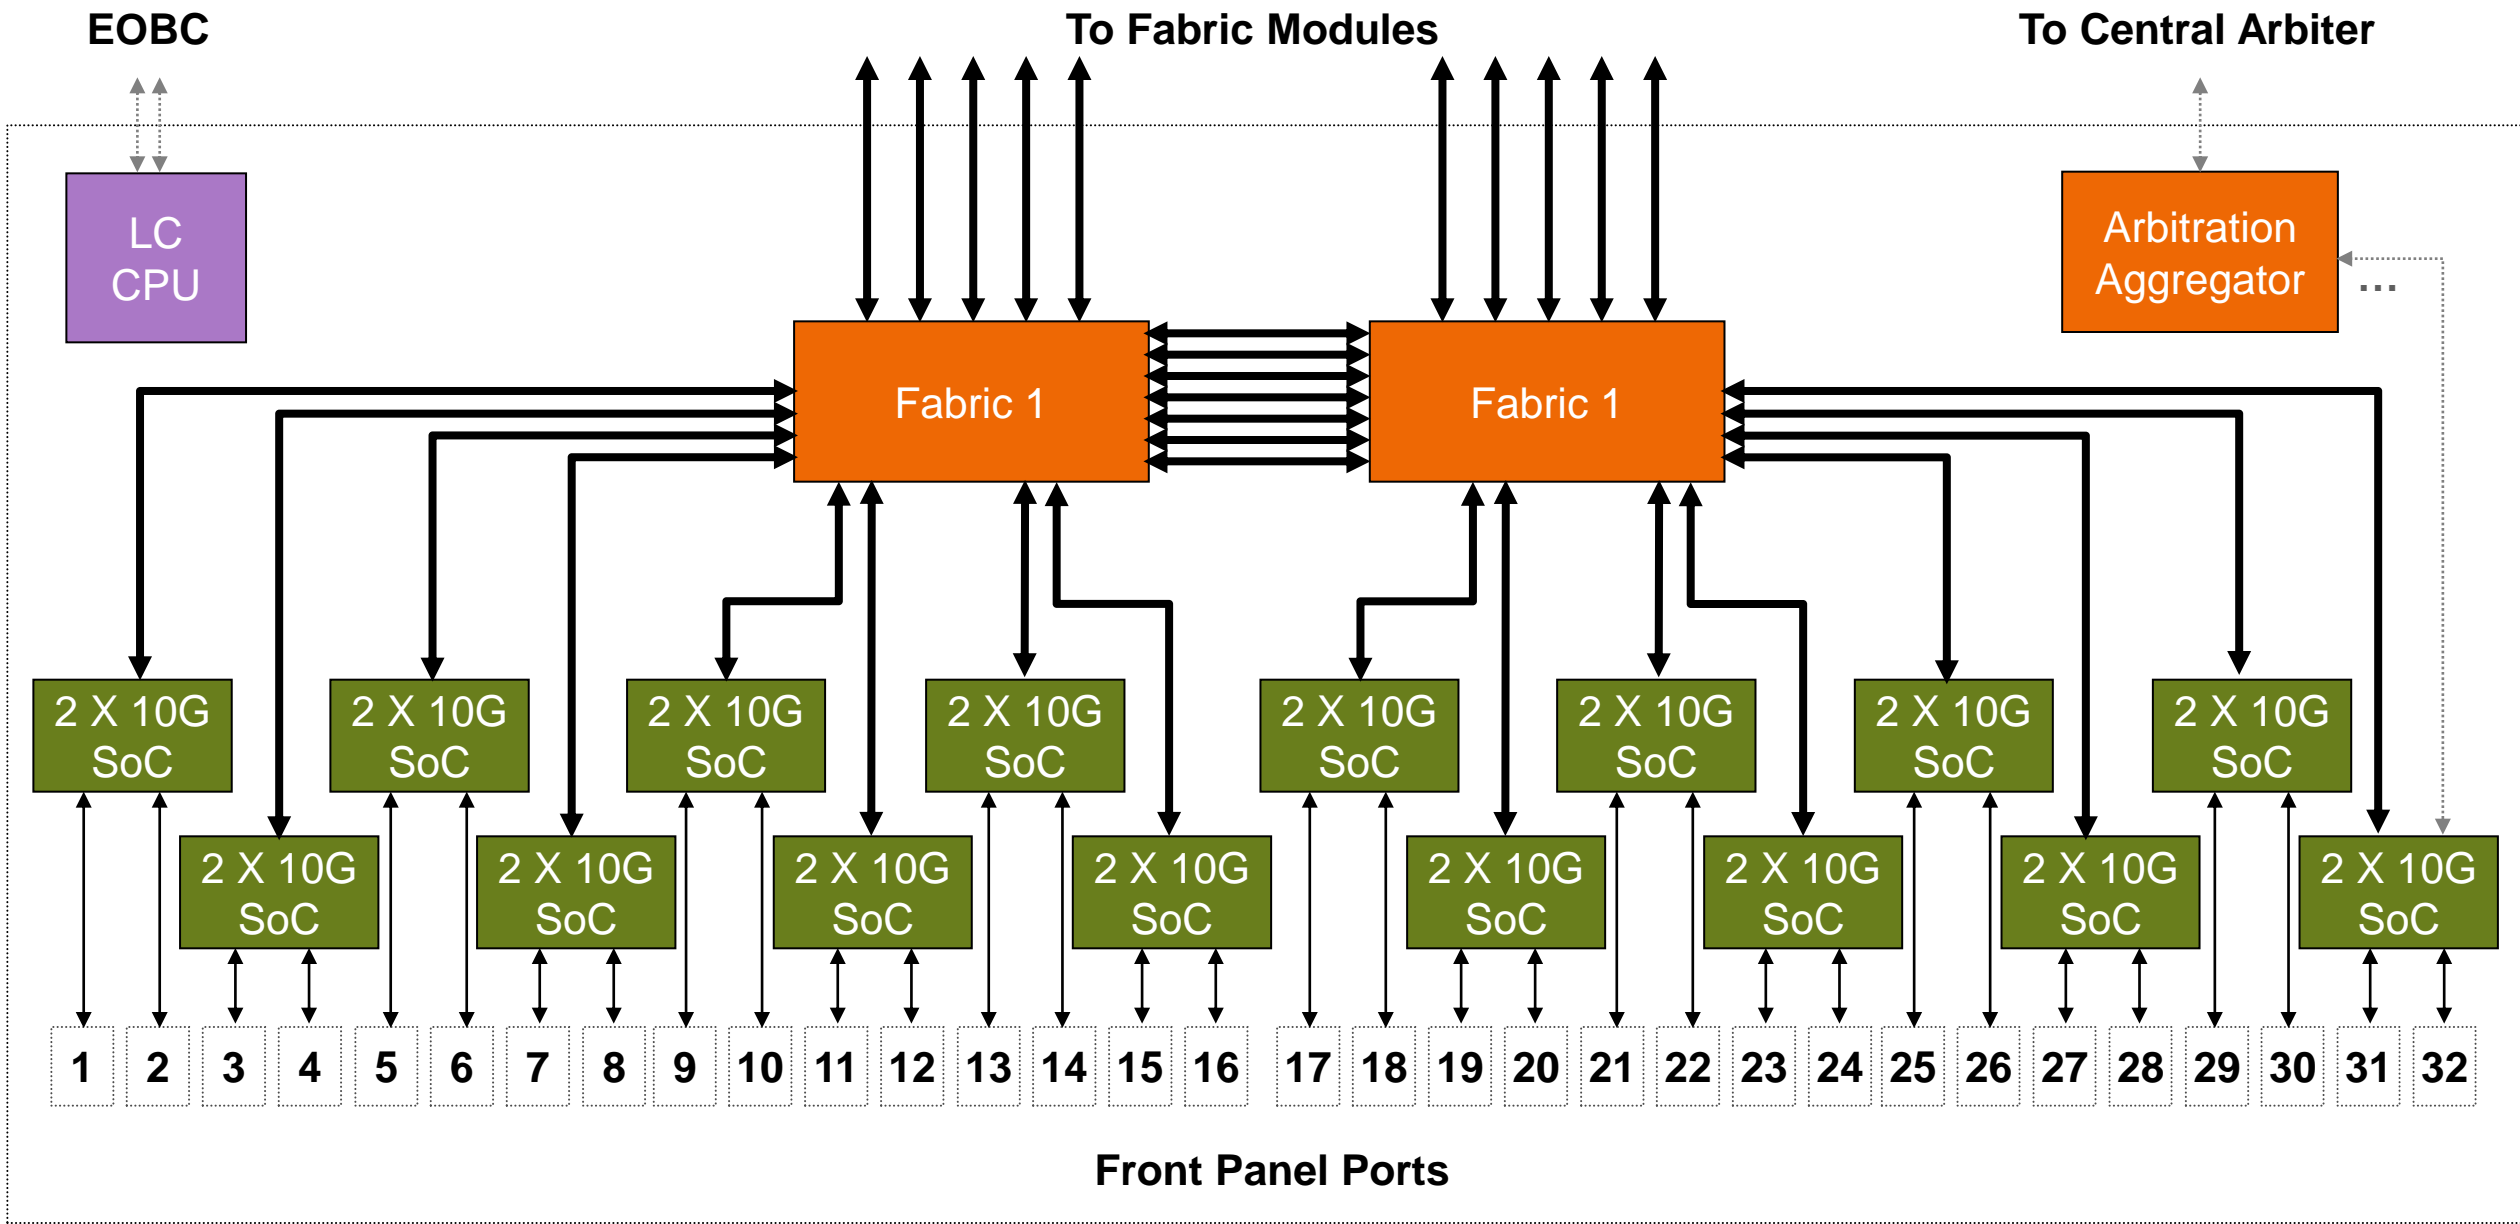 EOBC
To Fabric Modules
To Central Arbiter
LC
CPU
Arbitration
Aggregator
...
Fabric 1
Fabric 1
2 X 10G
SoC
2 X 10G
SoC
2 X 10G
SoC
2 X 10G
SoC
2 X 10G
SoC
2 X 10G
SoC
2 X 10G
SoC
2 X 10G
SoC
2 X 10G
SoC
2 X 10G
SoC
2 X 10G
SoC
2 X 10G
SoC
2 X 10G
SoC
2 X 10G
SoC
2 X 10G
SoC
2 X 10G
SoC
1 2 3 4 5 6 7 8 9 10 11 12 13 14 15 16 17 18 19 20 21 22 23 24 25 26 27 28 29 30 31 32
Front Panel Ports